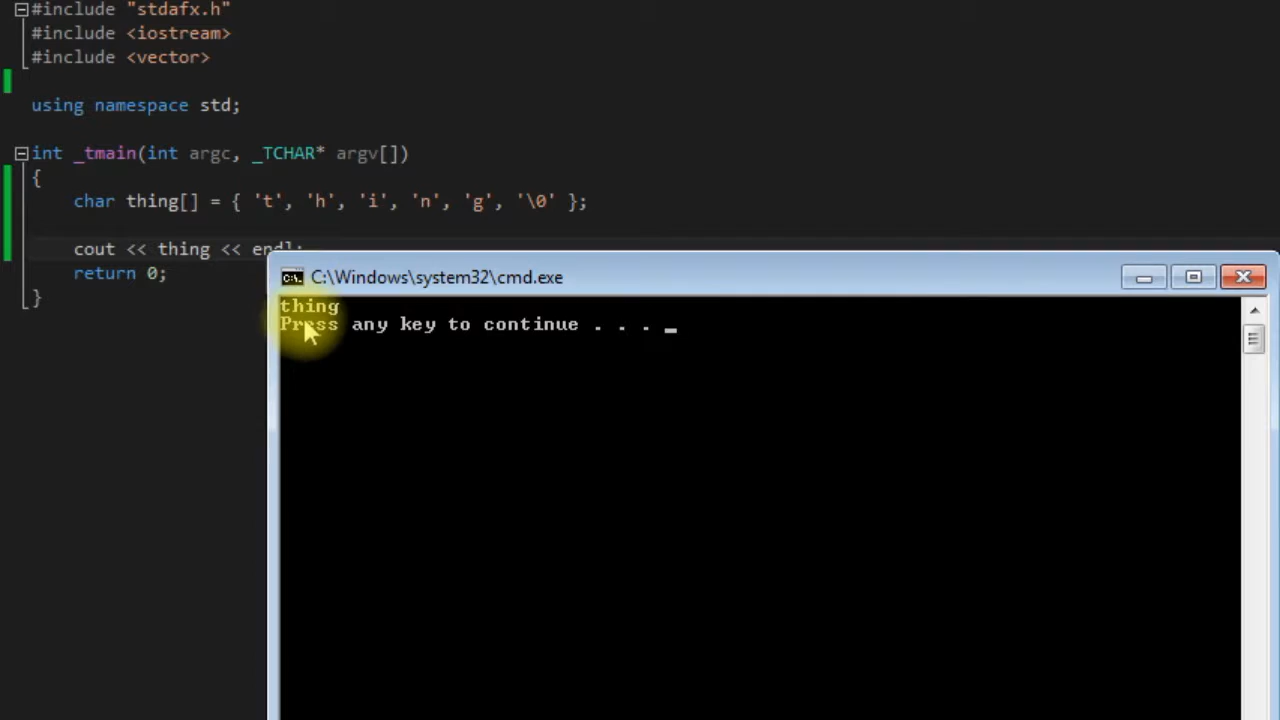 #include "stdafx.h"
#include <iostream>
#include <vector>
using namespace std;
int _tmain(int argc, _TCHAR* argv[])
{
char thing[] = { 't', 'h', 'i', 'n', 'g', '\0' };
cout << thing << endl;
return 0;
}
C:\Windows\system32\cmd.exe
thing
Press any key to continue . . . _